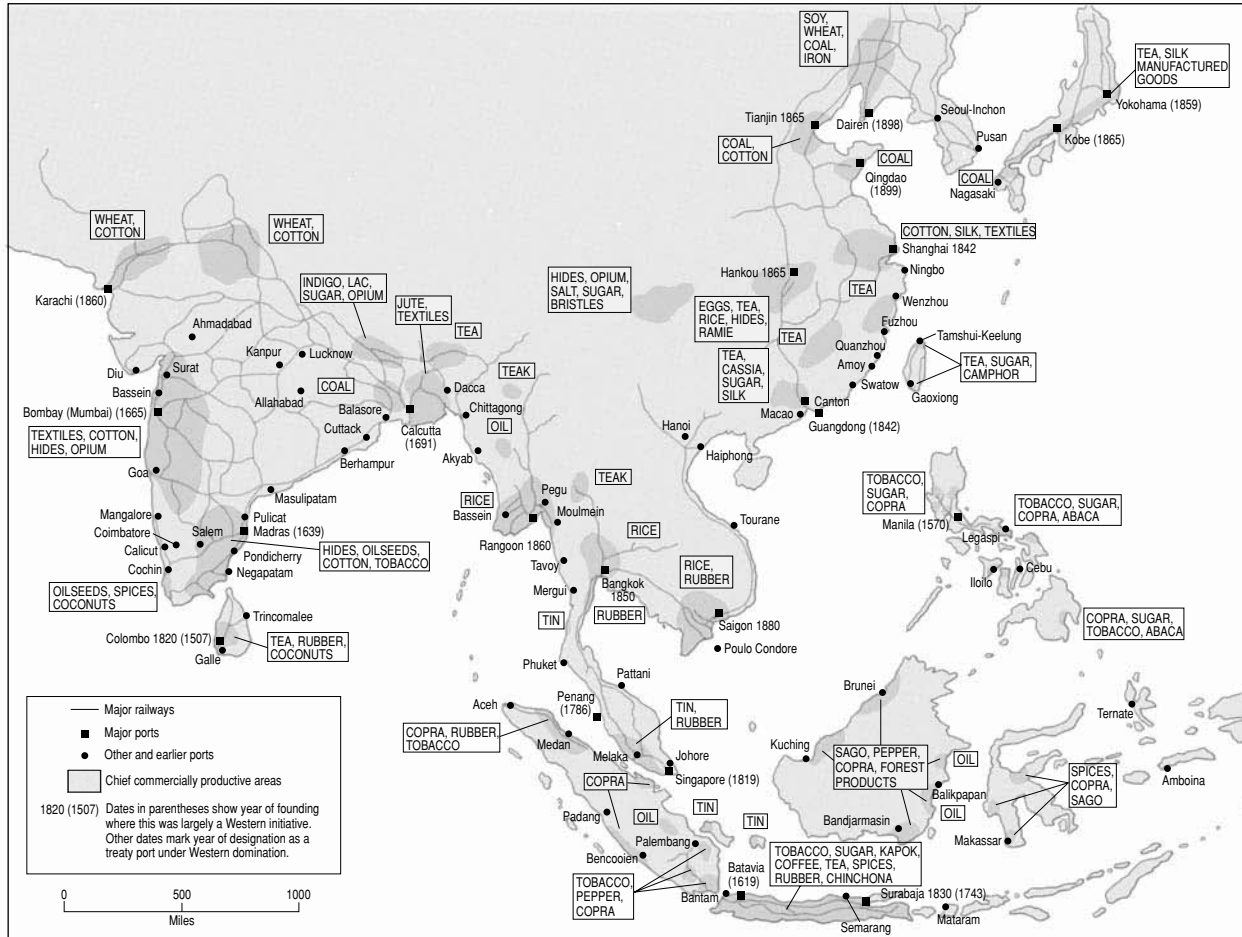 SOY,
WHEAT,
COAL,
IRON
TEA, SILK
MANUFACTURED
GOODS
Yokohama (1859)
Tianjin 1865
Dairen (1898)
Seoul-Inchon
Kobe (1865)
Pusan
COAL,
COTTON
COAL
Qingdao
(1899)
COAL
Nagasaki
WHEAT,
COTTON
WHEAT,
COTTON
COTTON, SILK, TEXTILES
Shanghai 1842
Karachi (1860)
INDIGO, LAC,
SUGAR, OPIUM
HIDES, OPIUM,
SALT, SUGAR,
BRISTLES
Hankou 1865
Ningbo
TEA
Wenzhou
JUTE,
TEXTILES
EGGS, TEA,
RICE, HIDES,
RAMIE
Ahmadabad
TEA
Fuzhou
Kanpur
Lucknow
TEA
Quanzhou
Tamshui-Keelung
Diu
Surat
TEAK
TEA,
CASSIA,
SUGAR,
SILK
Amoy
TEA, SUGAR,
CAMPHOR
Bassein
Allahabad
COAL
Dacca
Swatow
Gaoxiong
Bombay (Mumbai) (1665)
Balasore
Calcutta
(1691)
Chittagong
Canton
Macao
Guangdong (1842)
TEXTILES, COTTON,
HIDES, OPIUM
Cuttack
OIL
Hanoi
Berhampur
Akyab
Haiphong
Goa
TEAK
TOBACCO,
SUGAR,
COPRA
Masulipatam
RICE
Pegu
Bassein
Moulmein
TOBACCO, SUGAR,
COPRA, ABACA
Mangalore
Pulicat
Manila (1570)
Coimbatore
Salem
Madras (1639)
Rangoon 1860
RICE
Tourane
Legaspi
Calicut
Pondicherry
HIDES, OILSEEDS,
COTTON, TOBACCO
Tavoy
Cochin
Negapatam
Bangkok
1850
RICE,
RUBBER
Iloilo
Cebu
OILSEEDS, SPICES,
COCONUTS
Mergui
TIN
RUBBER
Saigon 1880
Trincomalee
COPRA, SUGAR,
TOBACCO, ABACA
Colombo 1820 (1507)
TEA, RUBBER,
COCONUTS
Poulo Condore
Galle
Phuket
Pattani
Brunei
Aceh
Penang
(1786)
TIN,
RUBBER
Ternate
COPRA, RUBBER,
TOBACCO
Medan
Melaka
Johore
Kuching
SAGO, PEPPER,
COPRA, FOREST
PRODUCTS
OIL
SPICES,
COPRA,
SAGO
Amboina
COPRA
Singapore (1819)
Balikpapan
TIN
OIL
Padang
OIL
TIN
Bandjarmasin
Palembang
Makassar
Bencooien
TOBACCO, SUGAR, KAPOK,
COFFEE, TEA, SPICES,
RUBBER, CHINCHONA
TOBACCO,
PEPPER,
COPRA
Batavia
(1619)
Bantam
Surabaja 1830 (1743)
Semarang
Mataram
Major railways
Major ports
Other and earlier ports
Chief commercially productive areas
1820 (1507) Dates in parentheses show year of founding
where this was largely a Western initiative.
Other dates mark year of designation as a
treaty port under Western domination.
0 500 1000
Miles